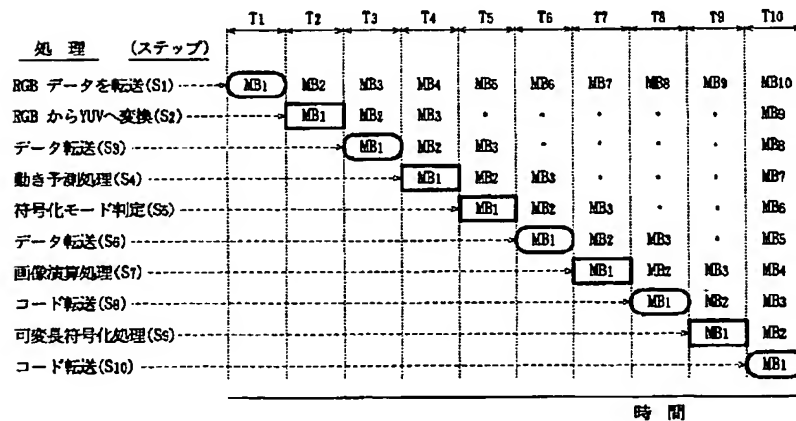 T1 T2 T3 T4 T5 T6 T7 T8 T9 T10
処 理 (ステップ)
RGB データを転送(S1) MB1 MB2 MB3 MB4 MB5 MB6 MB7 MB8 MB9 MB10
RGB からYUVへ変換(S2) MB1 MB2 MB3 ・ ・ ・ ・ ・ MB9
データ転送(S3) MB1 MB2 MB3 ・ ・ ・ ・ MB8
動き予測処理(S4) MB1 MB2 MB3 ・ ・ ・ MB7
符号化モード判定(S5) MB1 MB2 MB3 ・ ・ MB6
データ転送(S6) MB1 MB2 MB3 ・ MB5
画像演算処理(S7) MB1 MB2 MB3 MB4
コード転送(S8) MB1 MB2 MB3
可変長符号化処理(S9) MB1 MB2
コード転送(S10) MB1
時 間